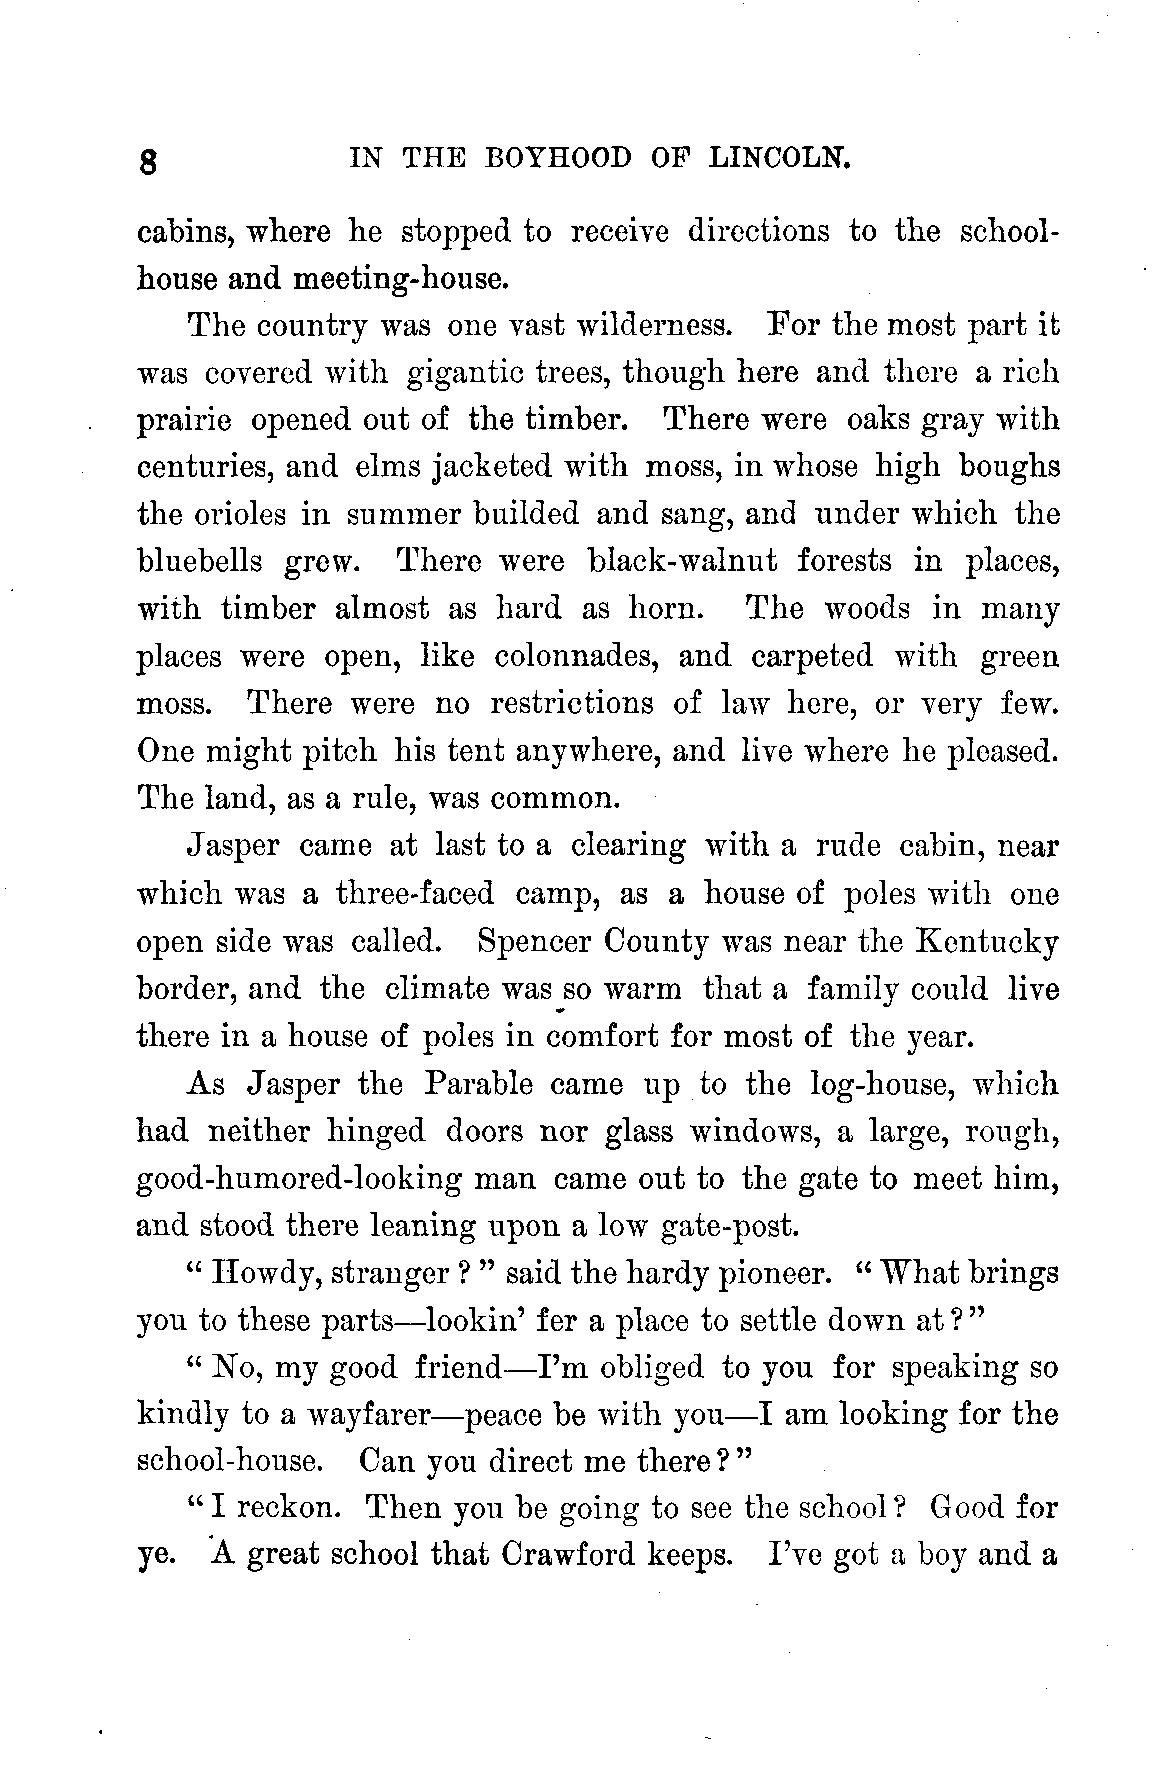 8 IN THE BOYHOOD OF LINCOLN.
cabins, where he stopped to receive directions to the school-
house and meeting-house.
The country was one vast wilderness. For the most part it
was covered with gigantic trees, though here and there a rich
prairie opened out of the timber. There were oaks gray with
centuries, and elms jacketed with moss, in whose high boughs
the orioles in summer builded and sang, and under which the
bluebells grew. There were black-walnut forests in places,
with timber almost as hard as horn. The woods in many
places were open, like colonnades, and carpeted with green
moss. There were no restrictions of law here, or very few.
One might pitch his tent anywhere, and live where he pleased.
The land, as a rule, was common.
Jasper came at last to a clearing with a rude cabin, near
which was a three-faced camp, as a house of poles with one
open side was called. Spencer County was near the Kentucky
border, and the climate was so warm that a family could live
there in a house of poles in comfort for most of the year.
As Jasper the Parable came up to the log-house, which
had neither hinged doors nor glass windows, a large, rough,
good-humored-looking man came out to the gate to meet him,
and stood there leaning upon a low gate-post.
“ Howdy, stranger ? ” said the hardy pioneer. “ What brings
you to these parts—lookin’ fer a place to settle down at ? ”
“ No, my good friend—I’m obliged to you for speaking so
kindly to a wayfarer—peace be with you—I am looking for the
school-house. Can you direct me there ? ”
“ I reckon. Then you be going to see the school ? Good for
ye. A great school that Crawford keeps. I’ve got a boy and a